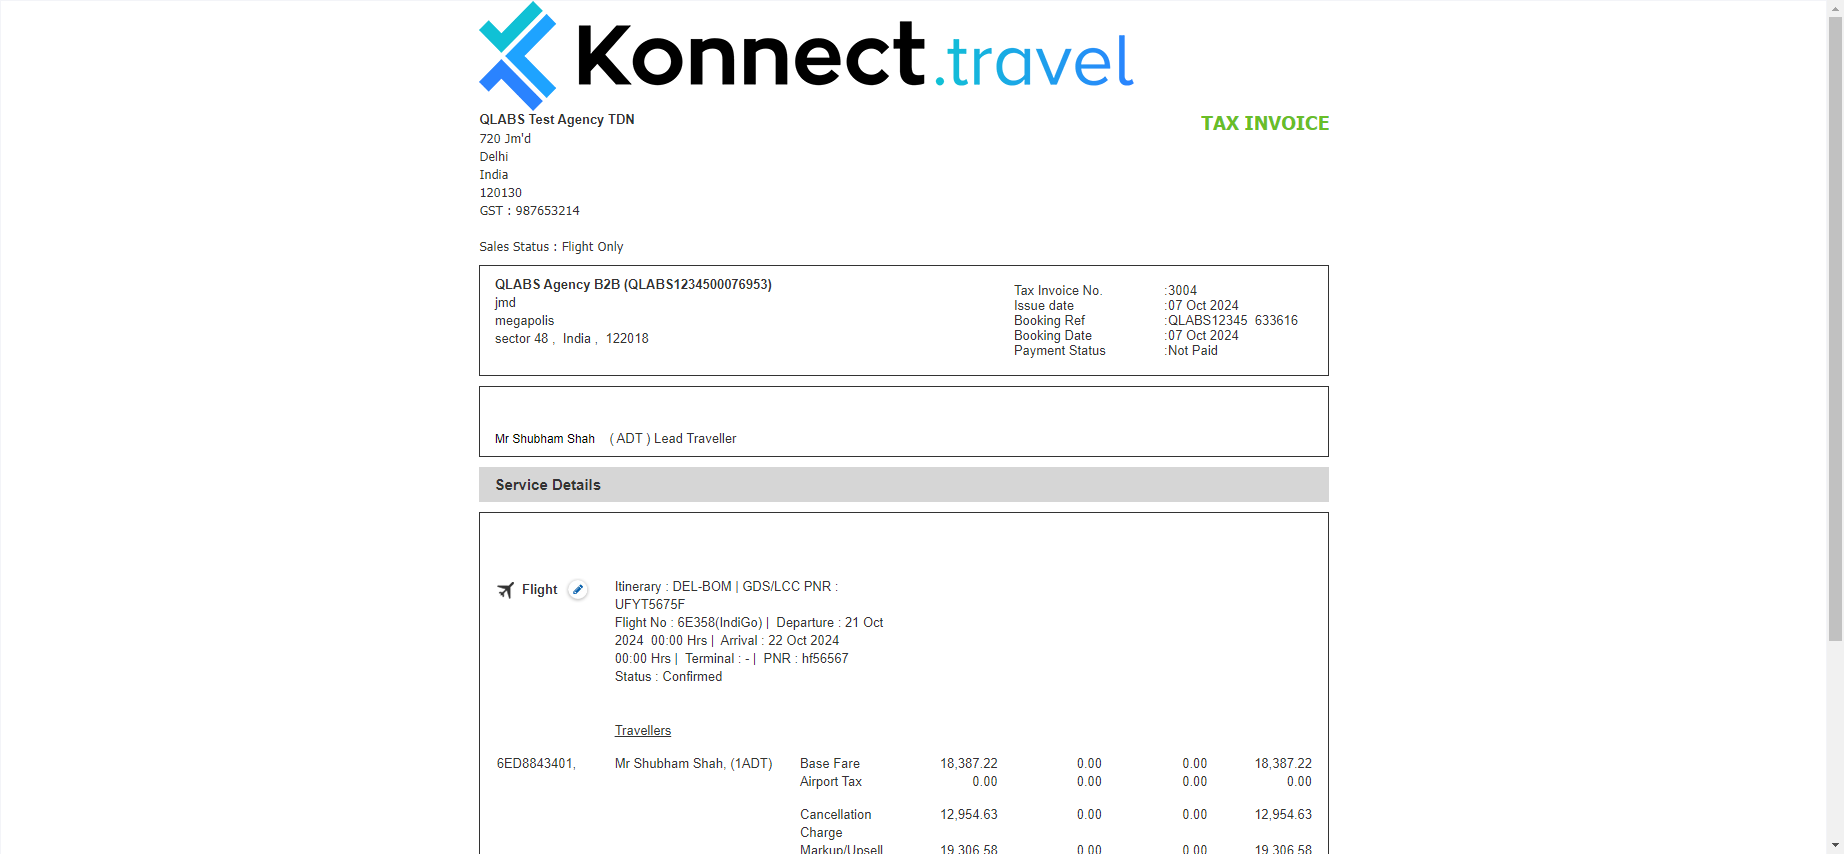 Konnect.travel
QLABS Test Agency TDN
TAX INVOICE
720 Jm'd
Delhi
India
120130
GST : 987653214
Sales Status : Flight Only
QLABS Agency B2B (QLABS1234500076953)
jmd
megapolis
sector 48 , India , 122018
Tax Invoice No. :3004
Issue date :07 Oct 2024
Booking Ref :QLABS12345 633616
Booking Date :07 Oct 2024
Payment Status :Not Paid
Mr Shubham Shah ( ADT ) Lead Traveller
Service Details
Flight
Itinerary : DEL-BOM | GDS/LCC PNR :
UFYT5675F
Flight No : 6E358(IndiGo) | Departure : 21 Oct
2024 00:00 Hrs | Arrival : 22 Oct 2024
00:00 Hrs | Terminal : - | PNR : hf56567
Status : Confirmed
Travellers
6ED8843401, Mr Shubham Shah, (1ADT) Base Fare 18,387.22 0.00 0.00 18,387.22
Airport Tax 0.00 0.00 0.00 0.00
Cancellation 12,954.63 0.00 0.00 12,954.63
Charge
Markup/Upsell 19,306.58 0.00 0.00 19,306.58